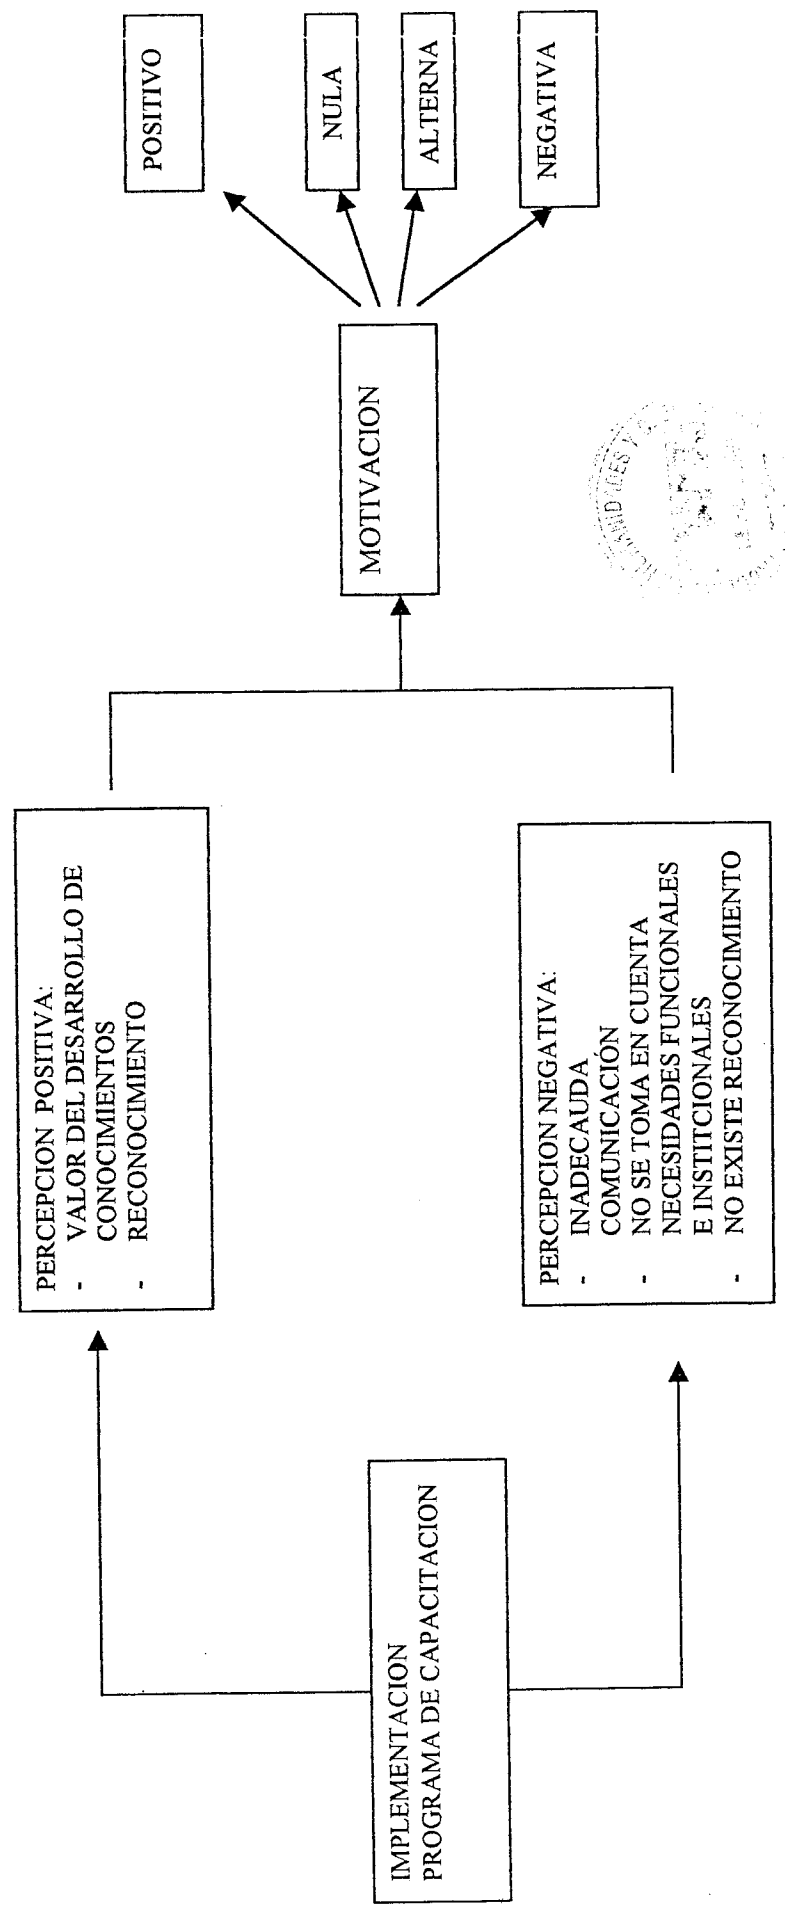 IMPLEMENTACION
PROGRAMA DE CAPACITACION
PERCEPCION POSITIVA:
- VALOR DEL DESARROLLO DE
CONOCIMIENTOS
- RECONOCIMIENTO
PERCEPCION NEGATIVA:
- INADECAUDA
COMUNICACIÓN
- NO SE TOMA EN CUENTA
NECESIDADES FUNCIONALES
E INSTITCIONALES
- NO EXISTE RECONOCIMIENTO
MOTIVACION
POSITIVO
NULA
ALTERNA
NEGATIVA